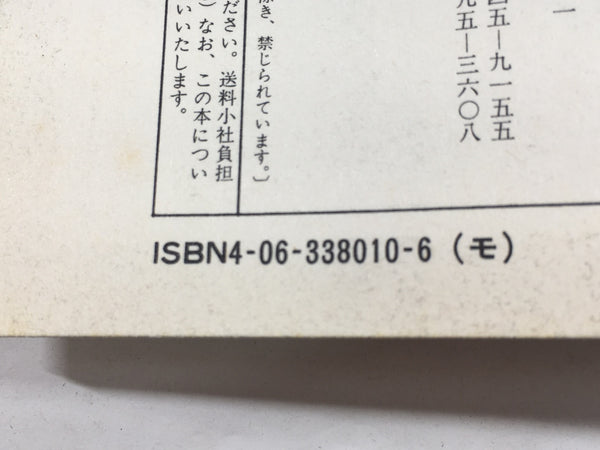 一
四五―九一五五
九五―三六〇八
除き、禁じられています。〕
ださい。送料小社負担
）なお、この本につい
いいたします。
ISBN4-06-338010-6（モ）